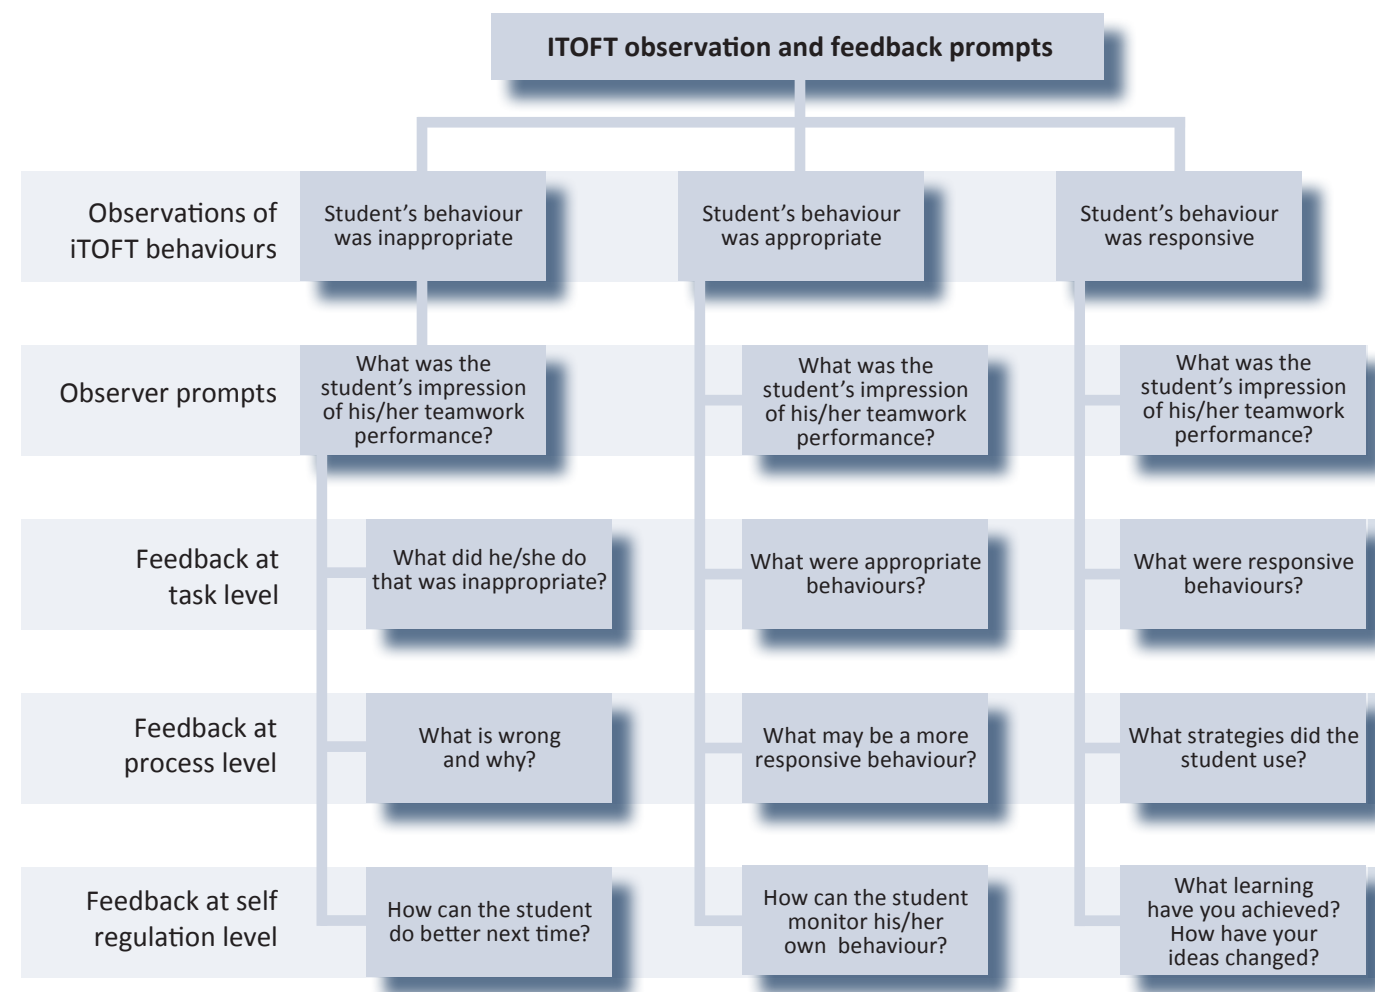 ITOFT observation and feedback prompts
Observations of
iTOFT behaviours
Student’s behaviour
was inappropriate
Student’s behaviour
was appropriate
Student’s behaviour
was responsive
Observer prompts
What was the
student’s impression
of his/her teamwork
performance?
What was the
student’s impression
of his/her teamwork
performance?
What was the
student’s impression
of his/her teamwork
performance?
Feedback at
task level
What did he/she do
that was inappropriate?
What were appropriate
behaviours?
What were responsive
behaviours?
Feedback at
process level
What is wrong
and why?
What may be a more
responsive behaviour?
What strategies did the
student use?
Feedback at self
regulation level
How can the student
do better next time?
How can the student
monitor his/her
own behaviour?
What learning
have you achieved?
How have your
ideas changed?